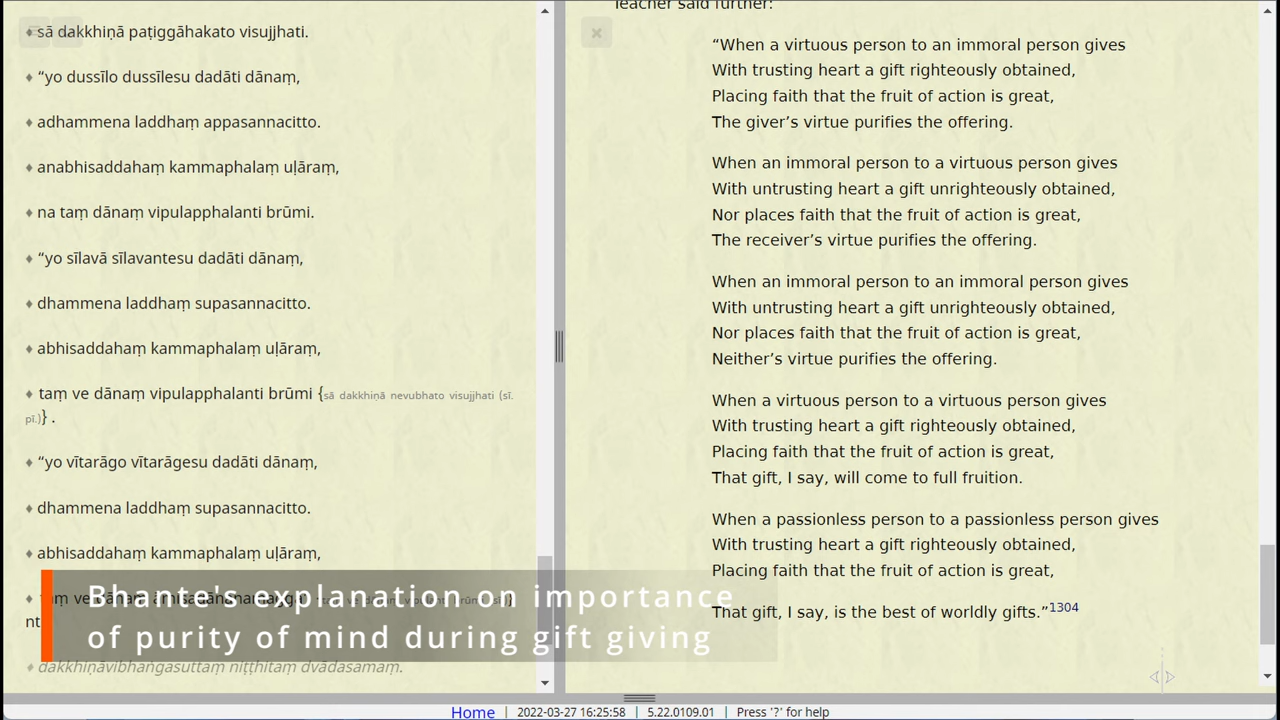 ♦ sā dakkhiṇā paṭiggāhakato visujjhati.
♦ “yo dussīlo dussīlesu dadāti dānaṃ,
♦ adhammena laddhaṃ appasannacitto.
♦ anabhisaddahaṃ kammaphalaṃ uḷāraṃ,
♦ na taṃ dānaṃ vipulapphalanti brūmi.
♦ “yo sīlavā sīlavantesu dadāti dānaṃ,
♦ dhammena laddhaṃ supasannacitto.
♦ abhisaddahaṃ kammaphalaṃ uḷāraṃ,
♦ taṃ ve dānaṃ vipulapphalanti brūmi {sā dakkhiṇā nevubhato visujjhati (sī.
pī.)} .
♦ “yo vītarāgo vītarāgesu dadāti dānaṃ,
♦ dhammena laddhaṃ supasannacitto.
♦ abhisaddahaṃ kammaphalaṃ uḷāraṃ,
dakkhiṇāvibhaṅgasuttaṃ niṭṭhitaṃ dvādasamaṃ.
Teacher said further:
“When a virtuous person to an immoral person gives
With trusting heart a gift righteously obtained,
Placing faith that the fruit of action is great,
The giver’s virtue purifies the offering.
When an immoral person to a virtuous person gives
With untrusting heart a gift unrighteously obtained,
Nor places faith that the fruit of action is great,
The receiver’s virtue purifies the offering.
When an immoral person to an immoral person gives
With untrusting heart a gift unrighteously obtained,
Nor places faith that the fruit of action is great,
Neither’s virtue purifies the offering.
When a virtuous person to a virtuous person gives
With trusting heart a gift righteously obtained,
Placing faith that the fruit of action is great,
That gift, I say, will come to full fruition.
When a passionless person to a passionless person gives
With trusting heart a gift righteously obtained,
Placing faith that the fruit of action is great,
That gift, I say, is the best of worldly gifts.”1304
Bhante's explanation on importance
of purity of mind during gift giving
Home | 2022-03-27 16:25:58 | 5.22.0109.01 | Press '?' for help